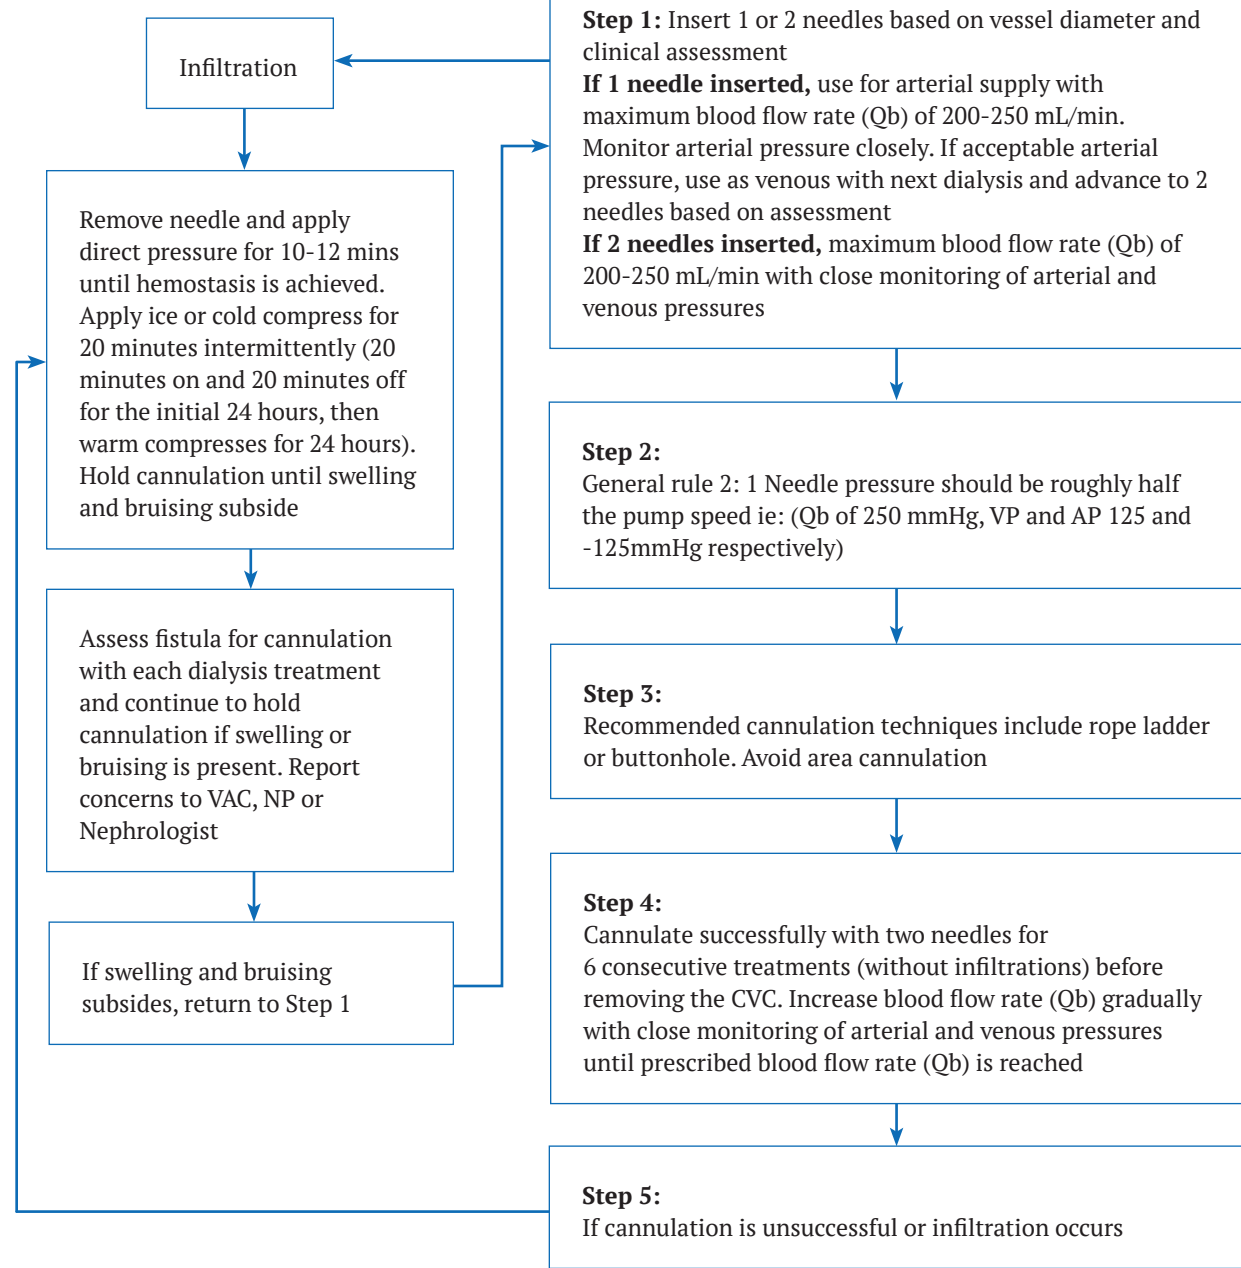 Infiltration
Remove needle and apply
direct pressure for 10-12 mins
until hemostasis is achieved.
Apply ice or cold compress for
20 minutes intermittently (20
minutes on and 20 minutes off
for the initial 24 hours, then
warm compresses for 24 hours).
Hold cannulation until swelling
and bruising subside
Assess fistula for cannulation
with each dialysis treatment
and continue to hold
cannulation if swelling or
bruising is present. Report
concerns to VAC, NP or
Nephrologist
If swelling and bruising
subsides, return to Step 1
Step 1: Insert 1 or 2 needles based on vessel diameter and
clinical assessment
If 1 needle inserted, use for arterial supply with
maximum blood flow rate (Qb) of 200-250 mL/min.
Monitor arterial pressure closely. If acceptable arterial
pressure, use as venous with next dialysis and advance to 2
needles based on assessment
If 2 needles inserted, maximum blood flow rate (Qb) of
200-250 mL/min with close monitoring of arterial and
venous pressures
Step 2:
General rule 2: 1 Needle pressure should be roughly half
the pump speed ie: (Qb of 250 mmHg, VP and AP 125 and
-125mmHg respectively)
Step 3:
Recommended cannulation techniques include rope ladder
or buttonhole. Avoid area cannulation
Step 4:
Cannulate successfully with two needles for
6 consecutive treatments (without infiltrations) before
removing the CVC. Increase blood flow rate (Qb) gradually
with close monitoring of arterial and venous pressures
until prescribed blood flow rate (Qb) is reached
Step 5:
If cannulation is unsuccessful or infiltration occurs